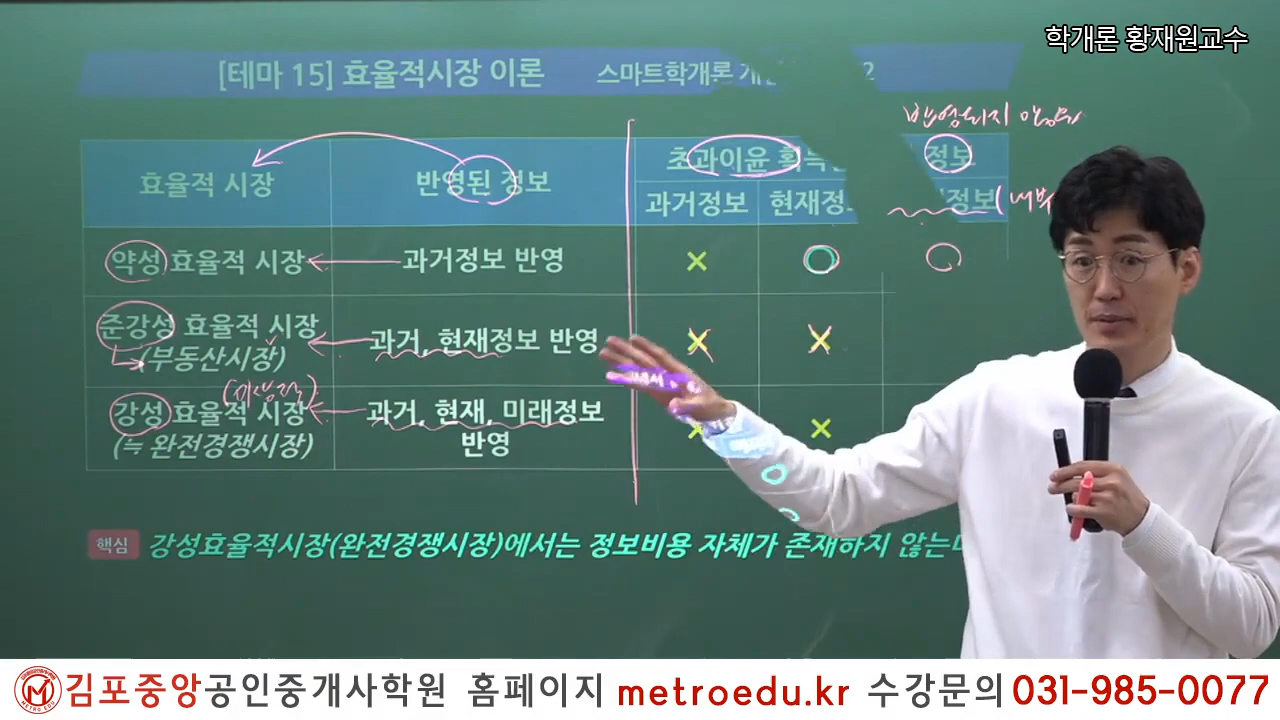 학개론 황재원교수
[테마 15] 효율적시장 이론 스마트학개론
반영되지
초과이윤 정보
효율적 시장 반영된 정보
과거정보 현재정
약성 효율적 시장 과거정보 반영 × ○ ○
준강성 효율적 시장
(부동산시장)
과거, 현재정보 반영 × ×
강성 효율적 시장
(≒ 완전경쟁시장)
과거, 현재, 미래정보
반영
×
핵심 강성효율적시장(완전경쟁시장)에서는 정보비용 자체가 존재하지 않는
METRO EDU
김포중앙공인중개사학원 홈페이지 metroedu.kr 수강문의 031-985-0077